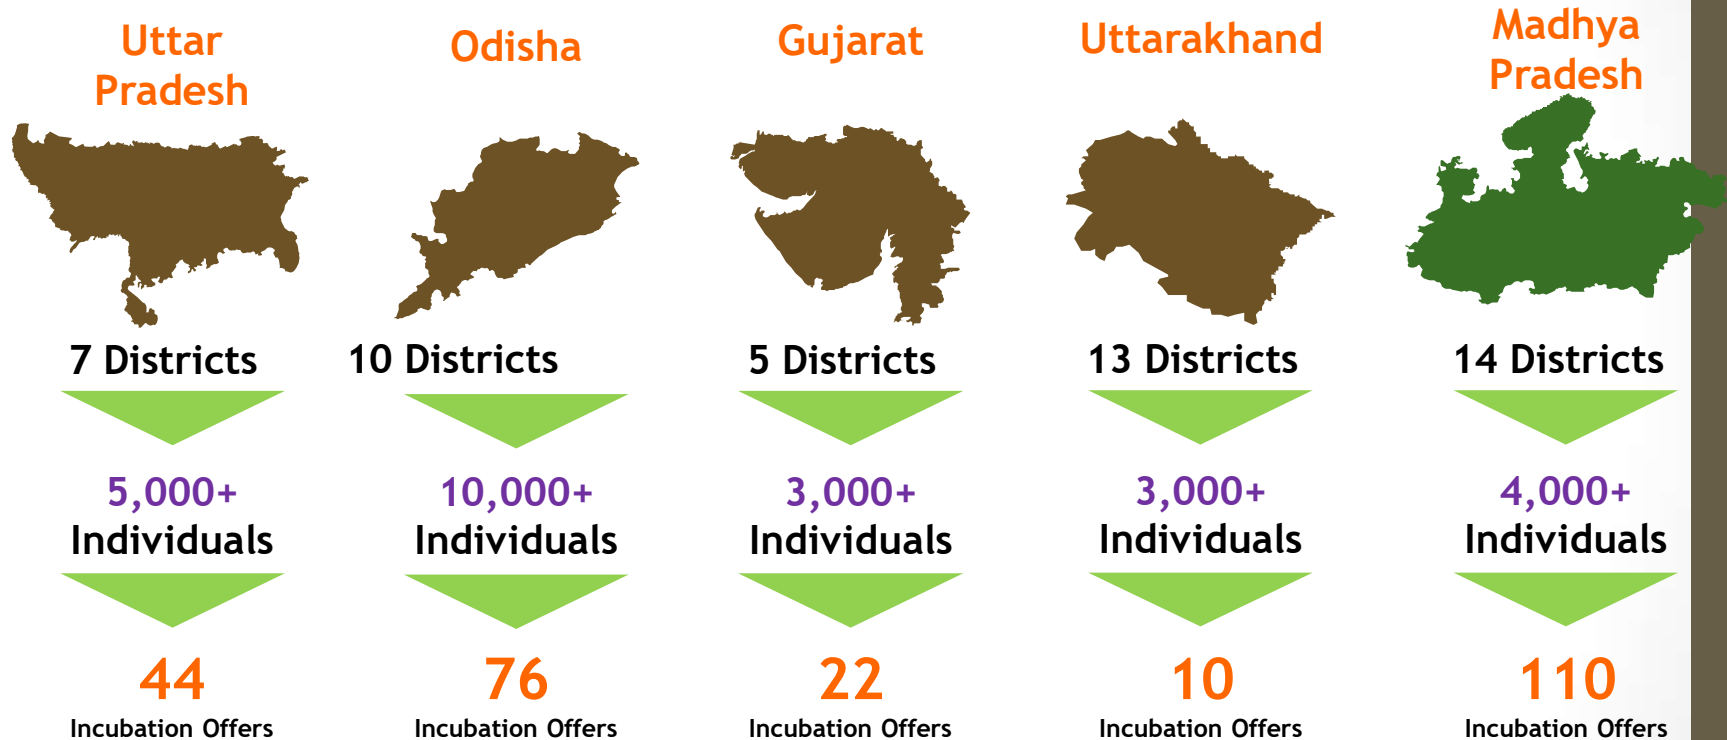 Uttar
Pradesh
Odisha
Gujarat
Uttarakhand
Madhya
Pradesh
7 Districts
10 Districts
5 Districts
13 Districts
14 Districts
5,000+
Individuals
10,000+
Individuals
3,000+
Individuals
3,000+
Individuals
4,000+
Individuals
44
Incubation Offers
76
Incubation Offers
22
Incubation Offers
10
Incubation Offers
110
Incubation Offers